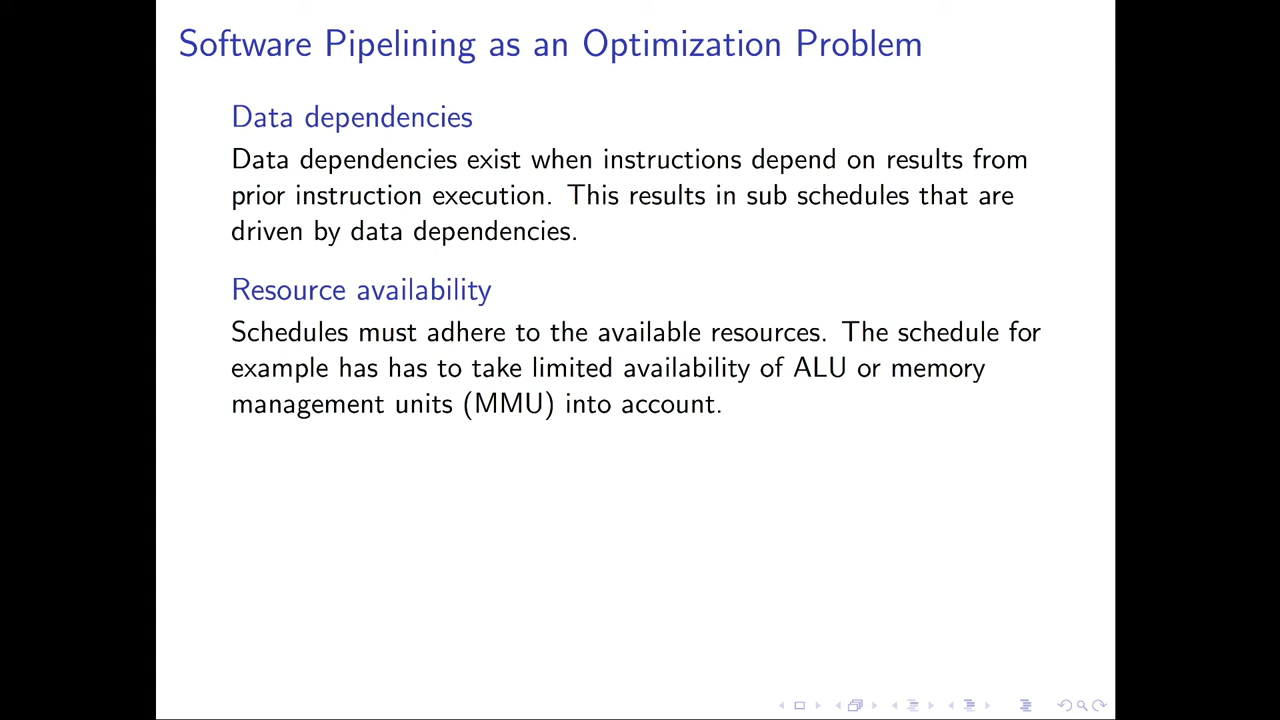 Software Pipelining as an Optimization Problem
Data dependencies
Data dependencies exist when instructions depend on results from
prior instruction execution. This results in sub schedules that are
driven by data dependencies.
Resource availability
Schedules must adhere to the available resources. The schedule for
example has has to take limited availability of ALU or memory
management units (MMU) into account.